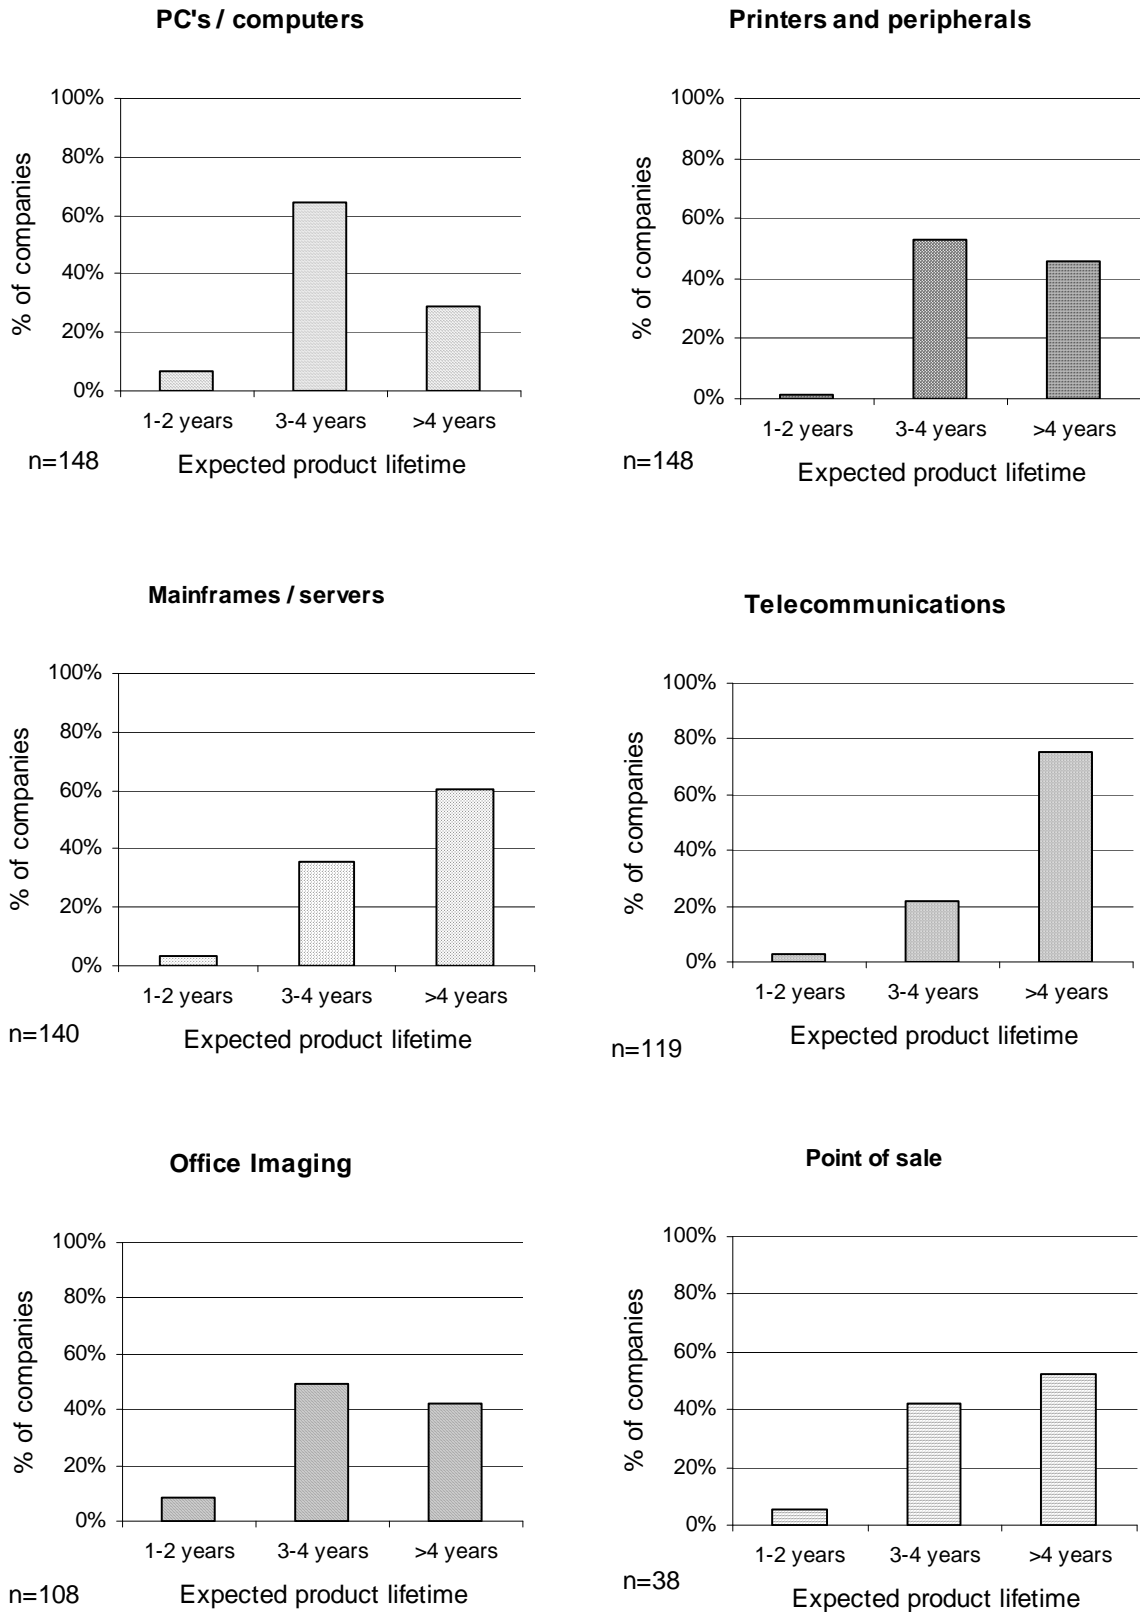 PC's / computers
100%
80%
60%
40%
20%
0%
% of companies
1-2 years 3-4 years >4 years
n=148
Expected product lifetime
Printers and peripherals
100%
80%
60%
40%
20%
0%
% of companies
1-2 years 3-4 years >4 years
n=148
Expected product lifetime
Mainframes / servers
100%
80%
60%
40%
20%
0%
% of companies
1-2 years 3-4 years >4 years
n=140
Expected product lifetime
Telecommunications
100%
80%
60%
40%
20%
0%
% of companies
1-2 years 3-4 years >4 years
n=119
Expected product lifetime
Office Imaging
100%
80%
60%
40%
20%
0%
% of companies
1-2 years 3-4 years >4 years
n=108
Expected product lifetime
Point of sale
100%
80%
60%
40%
20%
0%
% of companies
1-2 years 3-4 years >4 years
n=38
Expected product lifetime